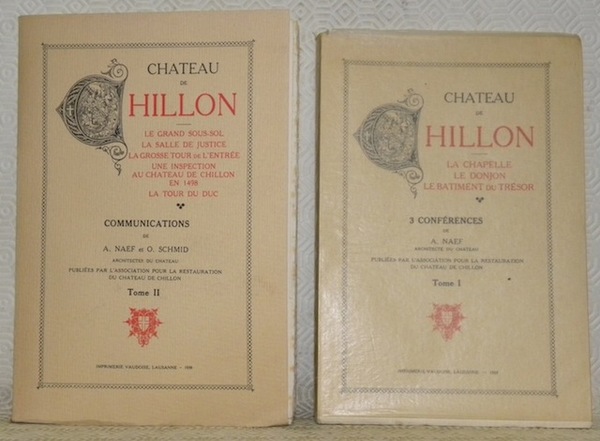 CHATEAU
DE
CHILLON
LE GRAND SOUS-SOL
LA SALLE DE JUSTICE
LA GROSSE TOUR DE L'ENTRÉE
UNE INSPECTION
AU CHATEAU DE CHILLON
EN 1498
LA TOUR DU DUC
COMMUNICATIONS
DE
A. NAEF ET O. SCHMID
ARCHITECTES DU CHATEAU
PUBLIÉES PAR L'ASSOCIATION POUR LA RESTAURATION
DU CHATEAU DE CHILLON
Tome II
IMPRIMERIE VAUDOISE, LAUSANNE
CHATEAU
DE
CHILLON
LA CHAPELLE
LE DONJON
LE BATIMENT DU TRÉSOR
3 CONFÉRENCES
DE
A. NAEF
ARCHITECTE DU CHATEAU
PUBLIÉES PAR L'ASSOCIATION POUR LA RESTAURATION
DU CHATEAU DE CHILLON
Tome I
IMPRIMERIE VAUDOISE, LAUSANNE